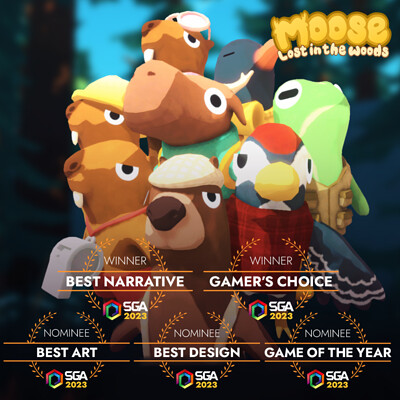 Moose
Lost in the Woods
WINNER
BEST NARRATIVE
SGA
2023
WINNER
GAMER'S CHOICE
SGA
2023
NOMINEE
BEST ART
SGA
2023
NOMINEE
BEST DESIGN
SGA
2023
NOMINEE
GAME OF THE YEAR
SGA
2023